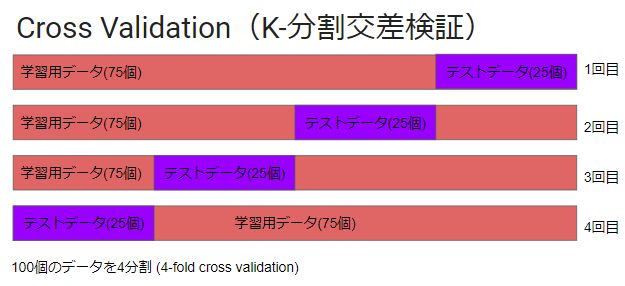 Cross Validation（K-分割交差検証）
学習用データ(75個) テストデータ(25個) 1回目
学習用データ(75個) テストデータ(25個) 2回目
学習用データ(75個) テストデータ(25個) 3回目
テストデータ(25個) 学習用データ(75個) 4回目
100個のデータを4分割 (4-fold cross validation)